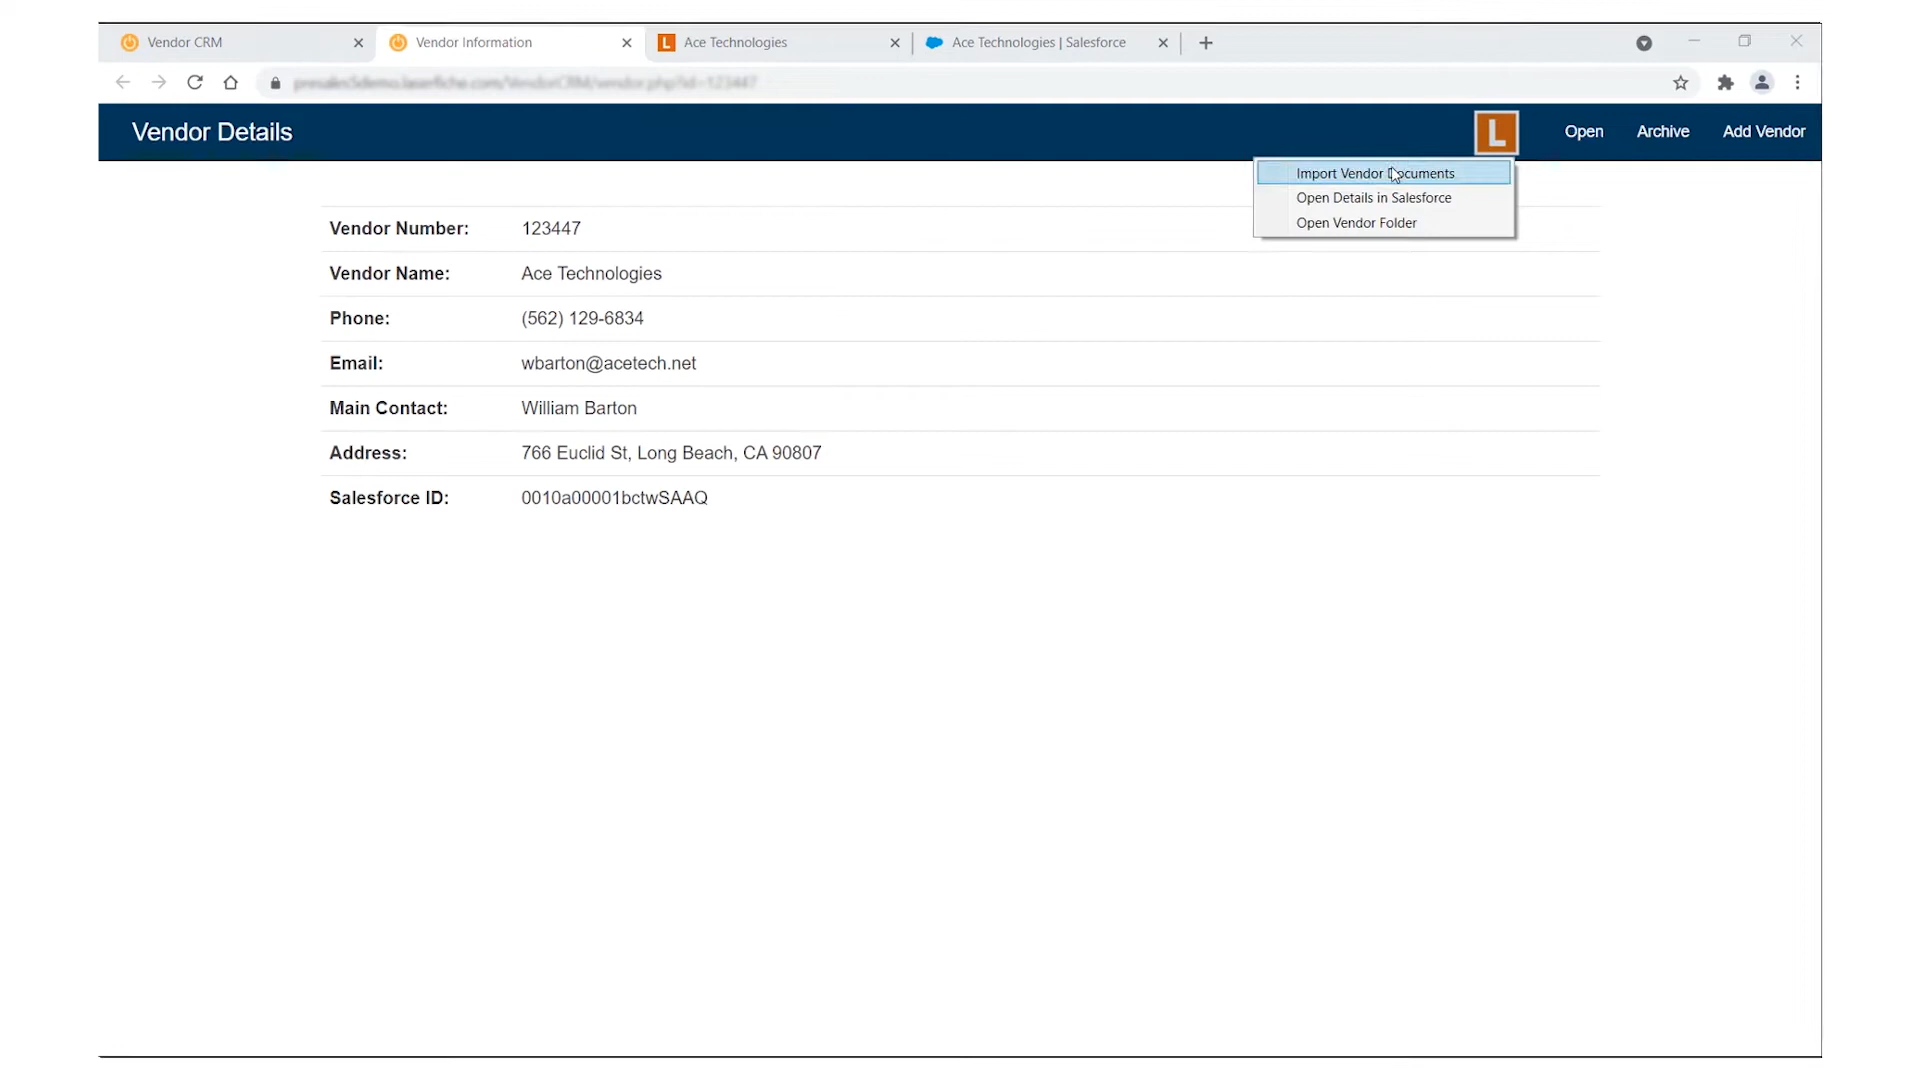 Vendor CRM
Vendor Information
Ace Technologies
Ace Technologies | Salesforce
Vendor Details
L
Open
Archive
Add Vendor
Import Vendor Documents
Open Details in Salesforce
Open Vendor Folder
Vendor Number: 123447
Vendor Name: Ace Technologies
Phone: (562) 129-6834
Email: wbarton@acetech.net
Main Contact: William Barton
Address: 766 Euclid St, Long Beach, CA 90807
Salesforce ID: 0010a00001bctwSAAQ